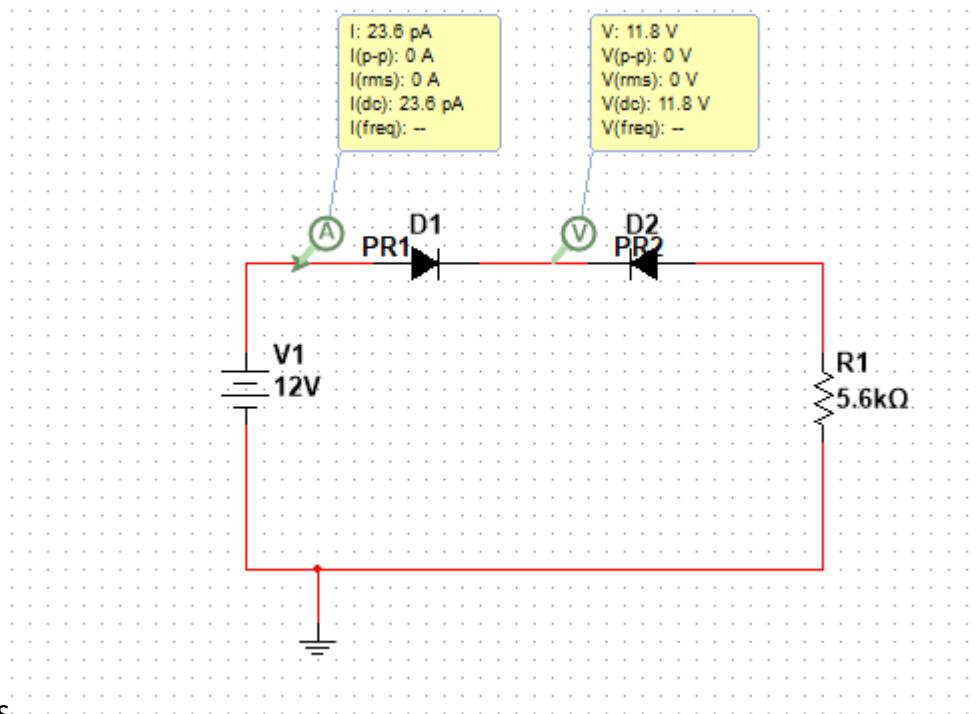 I: 23.6 pA
I(p-p): 0 A
I(rms): 0 A
I(dc): 23.6 pA
I(freq): --
V: 11.8 V
V(p-p): 0 V
V(rms): 0 V
V(dc): 11.8 V
V(freq): --
A
D1
PR1
V
D2
PR2
V1
12V
R1
5.6kΩ
s